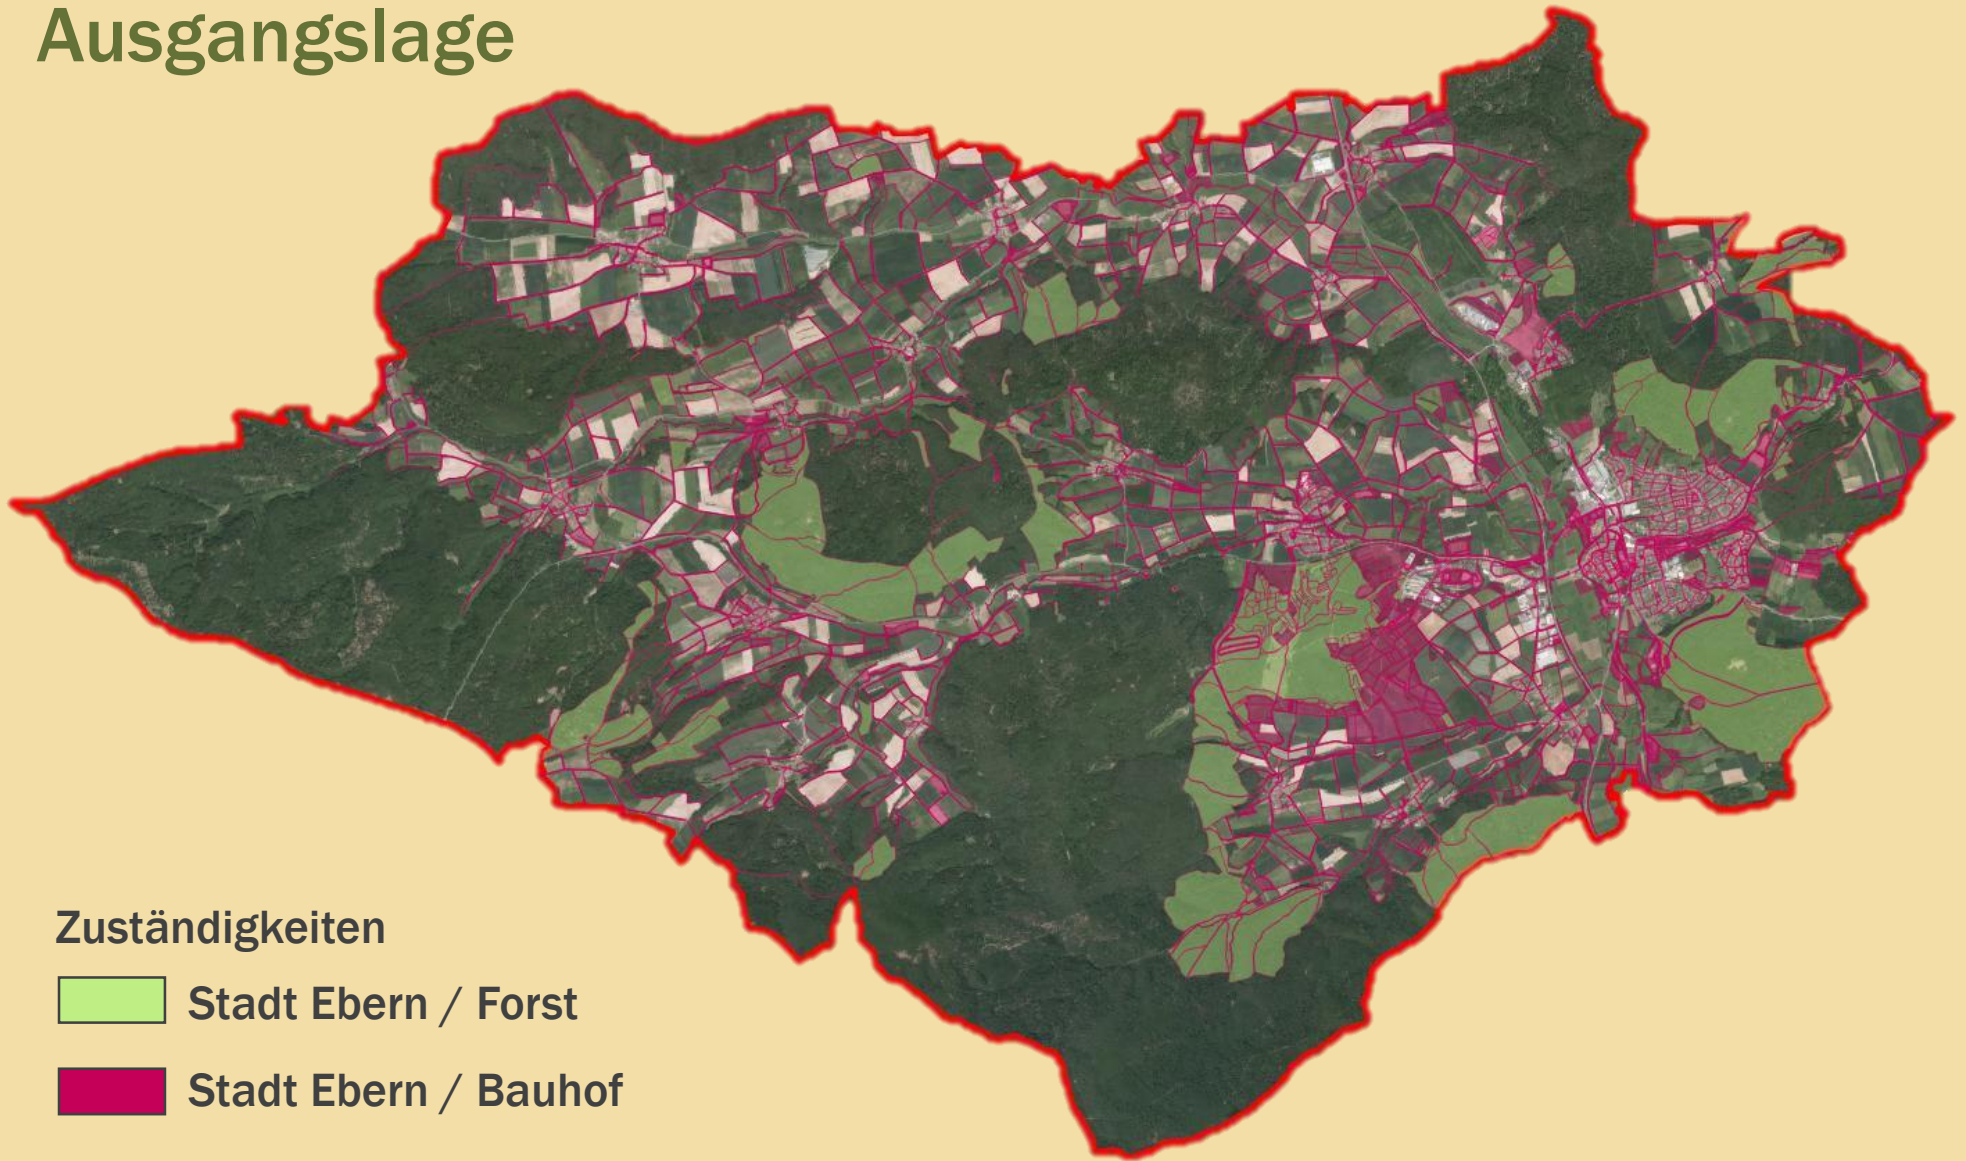 Ausgangslage
Zuständigkeiten
Stadt Ebern / Forst
Stadt Ebern / Bauhof